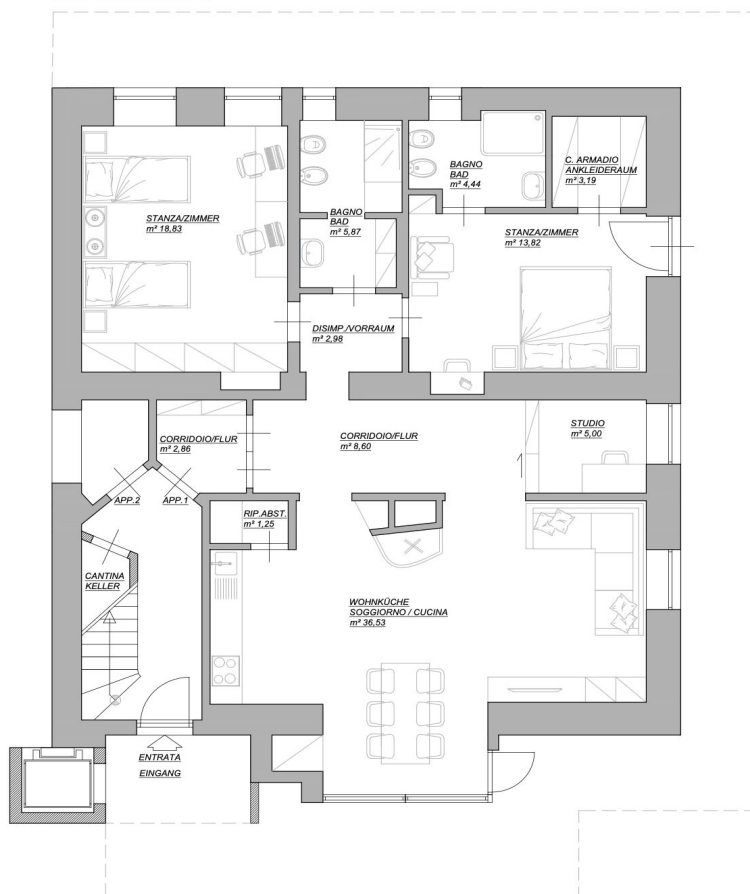 STANZA/ZIMMER
m² 18,83
BAGNO
BAD
m² 5,87
BAGNO
BAD
m² 4,44
C. ARMADIO
ANKLEIDERAUM
m² 3,19
STANZA/ZIMMER
m² 13,82
DISIMP./VORRAUM
m² 2,98
CORRIDOIO/FLUR
m² 2,86
CORRIDOIO/FLUR
m² 8,60
STUDIO
m² 5,00
APP.2
APP.1
RIP.ABST.
m² 1,25
CANTINA
KELLER
WOHNKÜCHE
SOGGIORNO / CUCINA
m² 36,53
ENTRATA
EINGANG